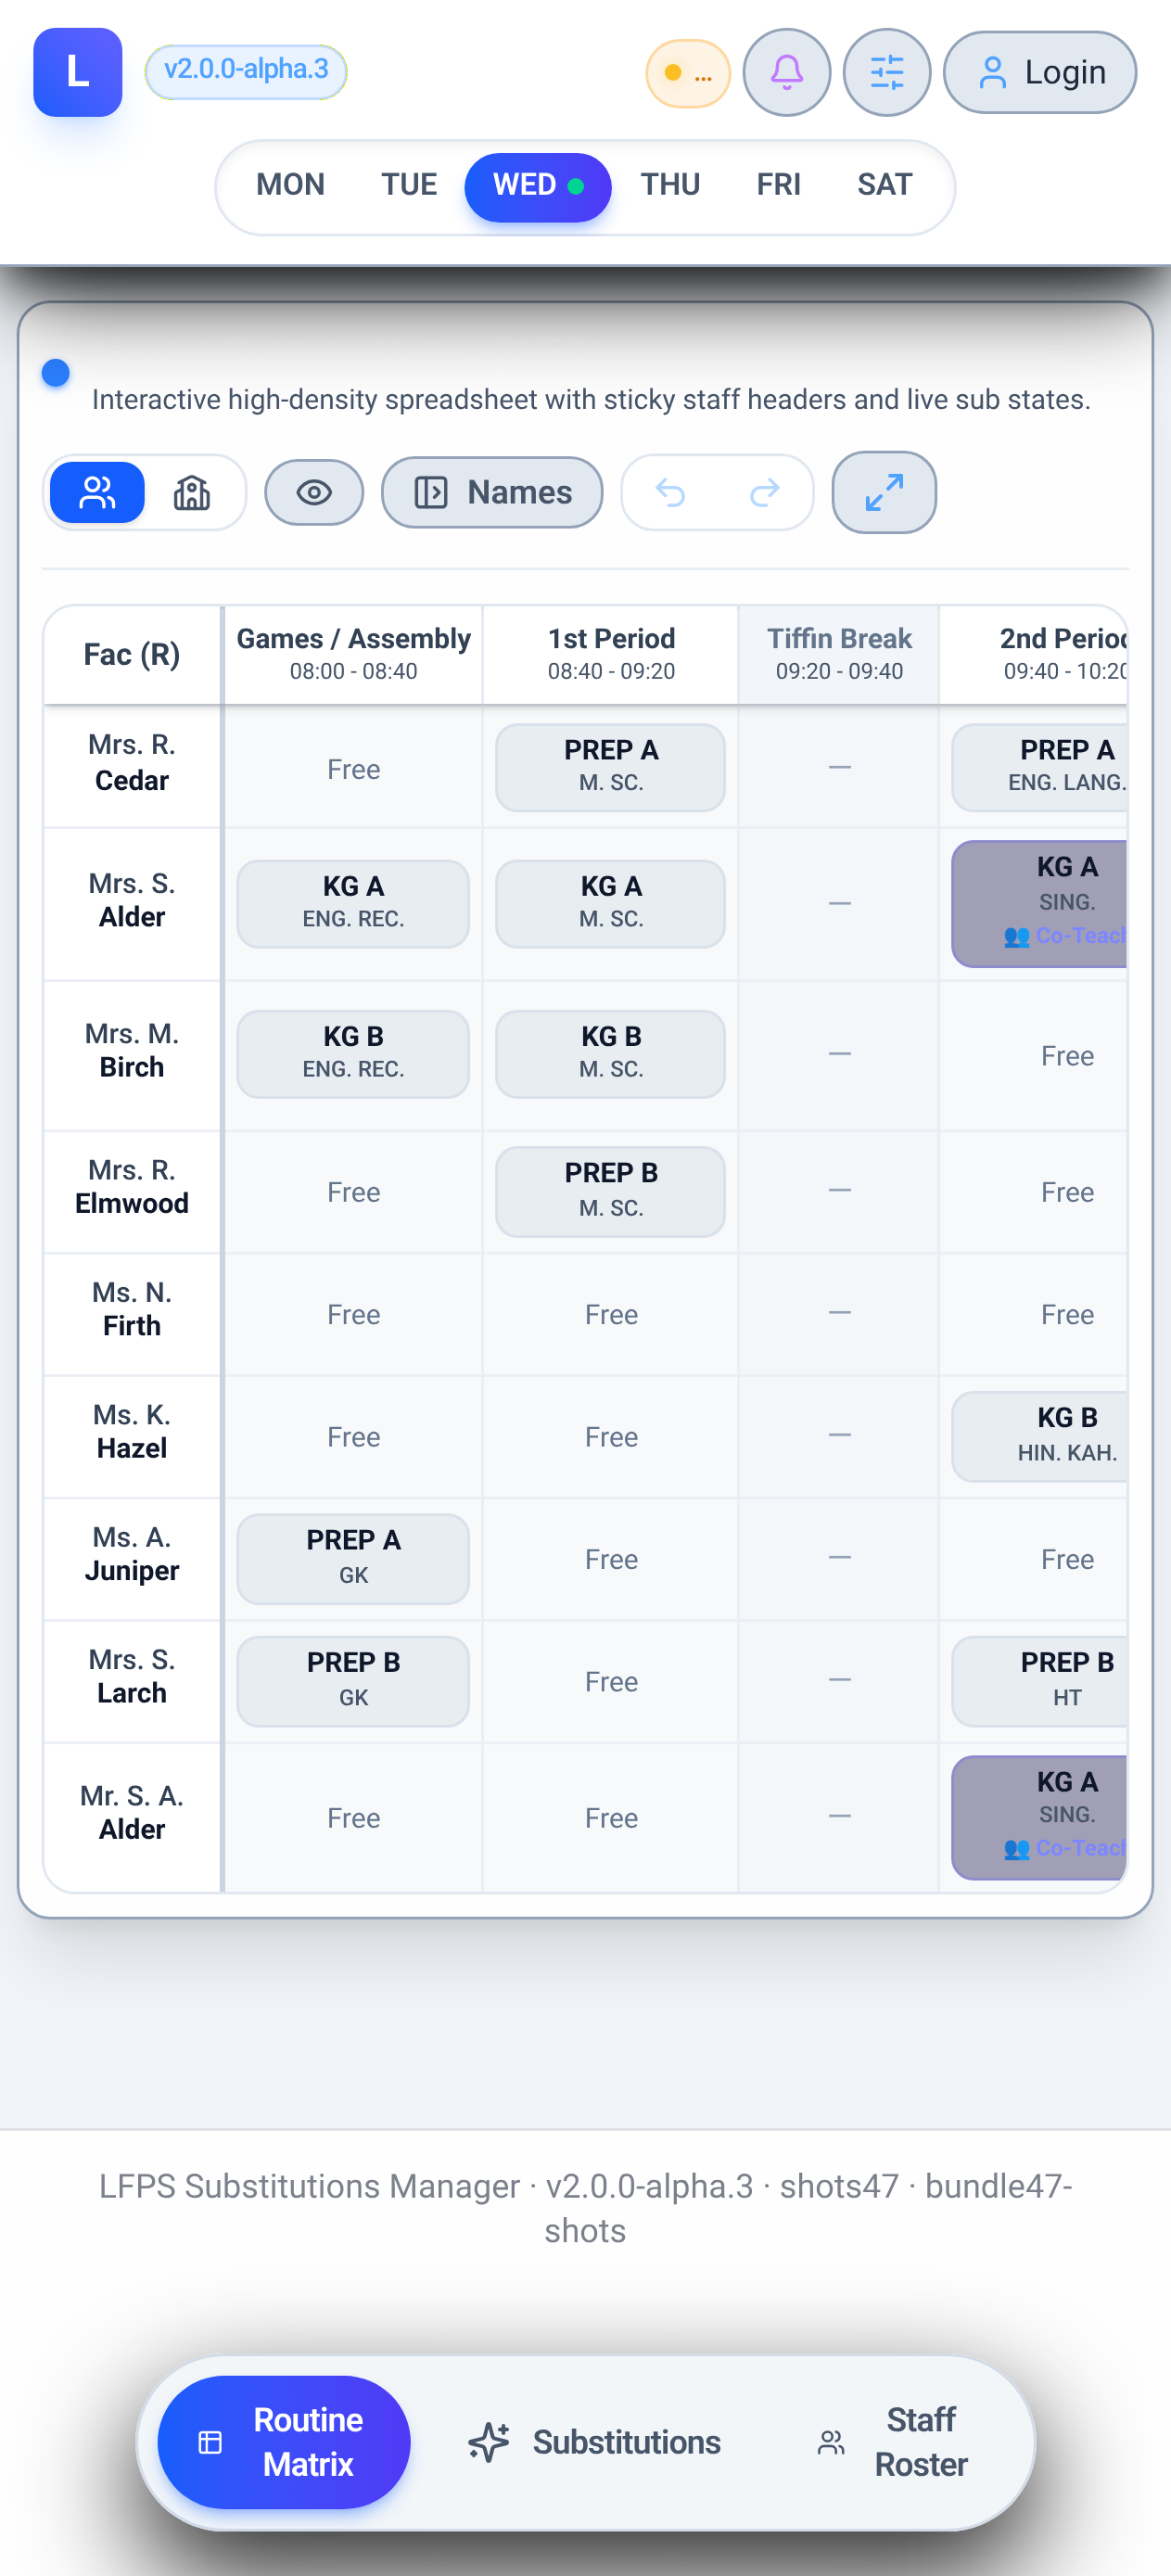 L
v2.0.0-alpha.3
...
Login
MON TUE WED THU FRI SAT
Interactive high-density spreadsheet with sticky staff headers and live sub states.
Names
Fac (R) Games / Assembly 1st Period Tiffin Break 2nd Period
08:00 - 08:40 08:40 - 09:20 09:20 - 09:40 09:40 - 10:20
Mrs. R.
Cedar
Free
PREP A
M. SC.
—
PREP A
ENG. LANG.
Mrs. S.
Alder
KG A
ENG. REC.
KG A
M. SC.
—
KG A
SING.
👥 Co-Teach
Mrs. M.
Birch
KG B
ENG. REC.
KG B
M. SC.
—
Free
Mrs. R.
Elmwood
Free
PREP B
M. SC.
—
Free
Ms. N.
Firth
Free
Free
—
Free
Ms. K.
Hazel
Free
Free
—
KG B
HIN. KAH.
Ms. A.
Juniper
PREP A
GK
Free
—
Free
Mrs. S.
Larch
PREP B
GK
Free
—
PREP B
HT
Mr. S. A.
Alder
Free
Free
—
KG A
SING.
👥 Co-Teach
LFPS Substitutions Manager · v2.0.0-alpha.3 · shots47 · bundle47-
shots
Routine
Matrix
Substitutions
Staff
Roster